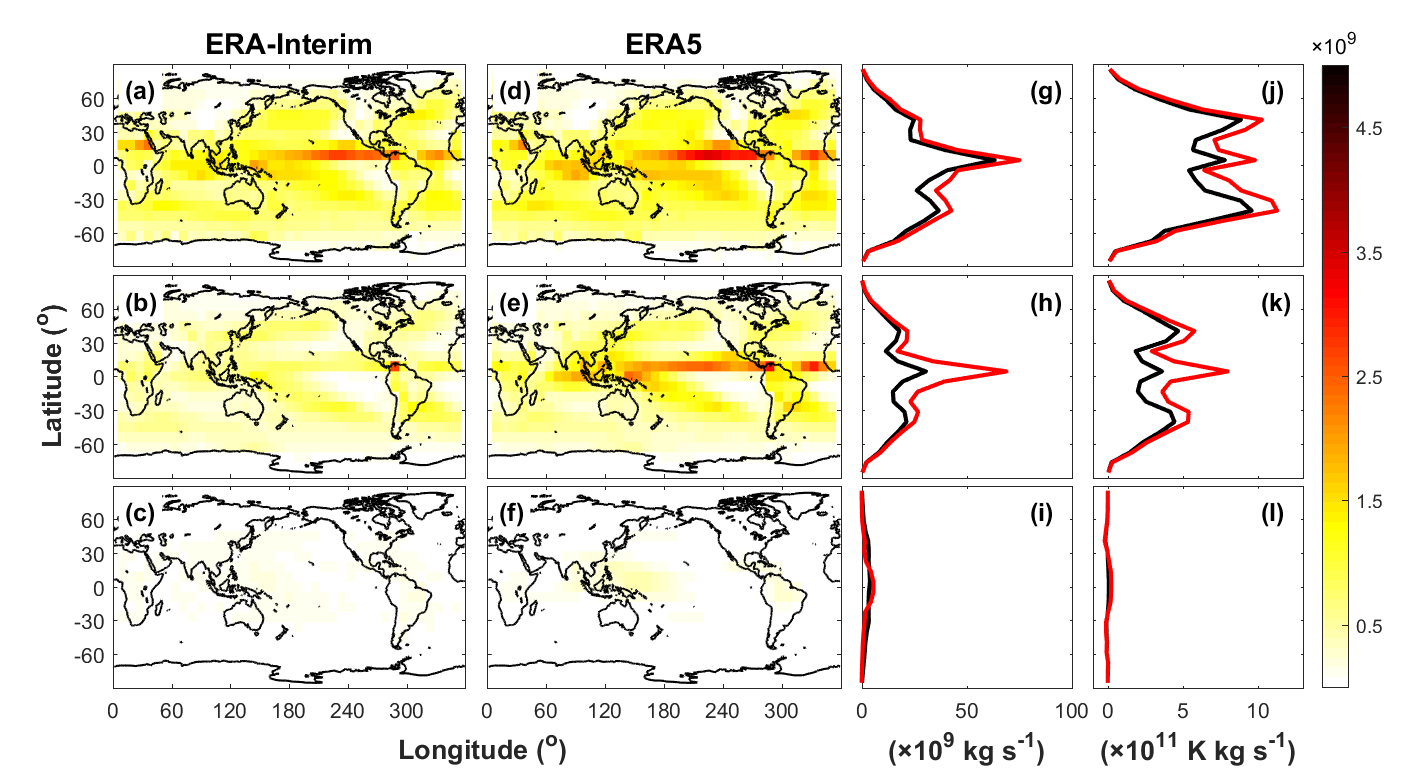 ERA-Interim ERA5 ×10⁹
(a) (d) (g) (j)
60
30
0
-30
-60
4.5
3.5
(b) (e) (h) (k)
60
30
0
-30
-60
Latitude (º)
2.5
1.5
(c) (f) (i) (l)
60
30
0
-30
-60
0.5
0 60 120 180 240 300 0 60 120 180 240 300 0 50 100 0 5 10
Longitude (º) (×10⁹ kg s⁻¹) (×10¹¹ K kg s⁻¹)